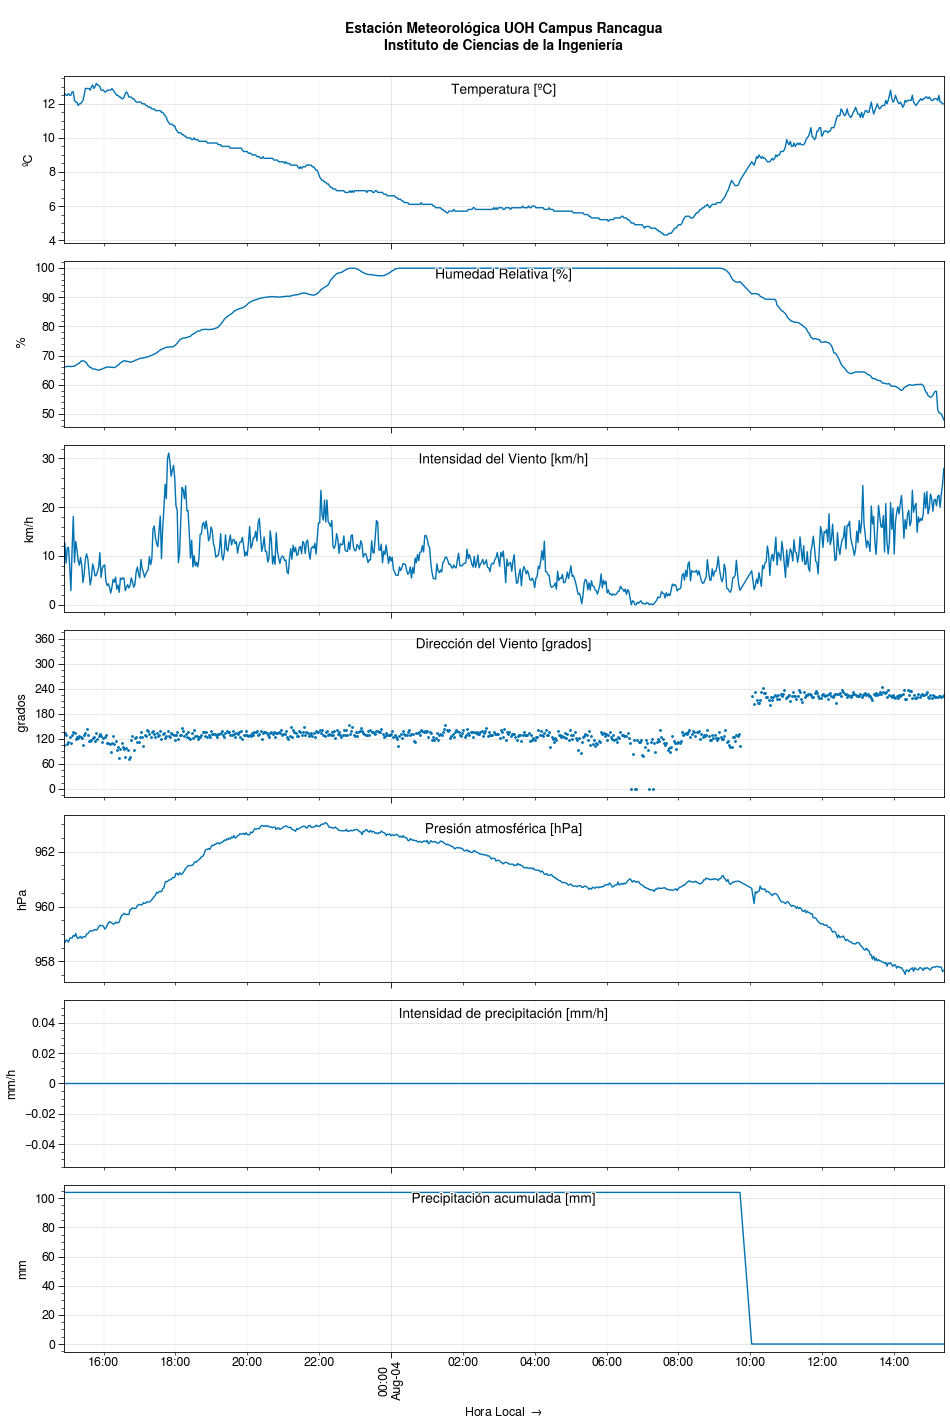 Estación Meteorológica UOH Campus Rancagua
Instituto de Ciencias de la Ingeniería
Temperatura [ºC]
ºC
12
10
8
6
4
Humedad Relativa [%]
%
100
90
80
70
60
50
Intensidad del Viento [km/h]
km/h
30
20
10
0
Dirección del Viento [grados]
grados
360
300
240
180
120
60
0
Presión atmosférica [hPa]
hPa
962
960
958
Intensidad de precipitación [mm/h]
mm/h
0.04
0.02
0
−0.02
−0.04
Precipitación acumulada [mm]
mm
100
80
60
40
20
0
16:00 18:00 20:00 22:00 00:00 02:00 04:00 06:00 08:00 10:00 12:00 14:00
Aug-04
Hora Local →